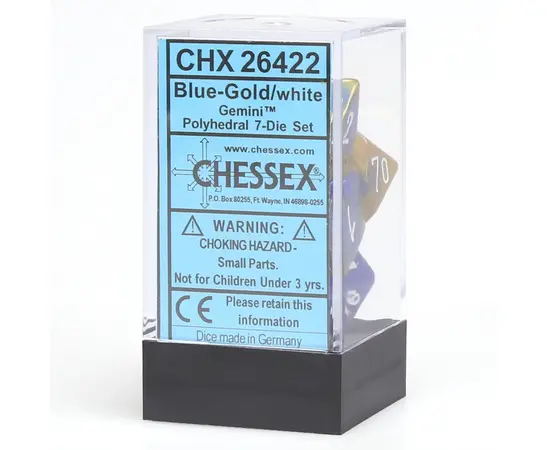 CHX 26422
Blue-Gold/white
Gemini™
Polyhedral 7-Die Set
www.chessex.com
CHESSEX®
P.O. Box 80255, Ft. Wayne, IN 46898-0255
WARNING:
CHOKING HAZARD-
Small Parts.
Not for Children Under 3 yrs.
CE
Please retain this
information
Dice made in Germany
2
70
1